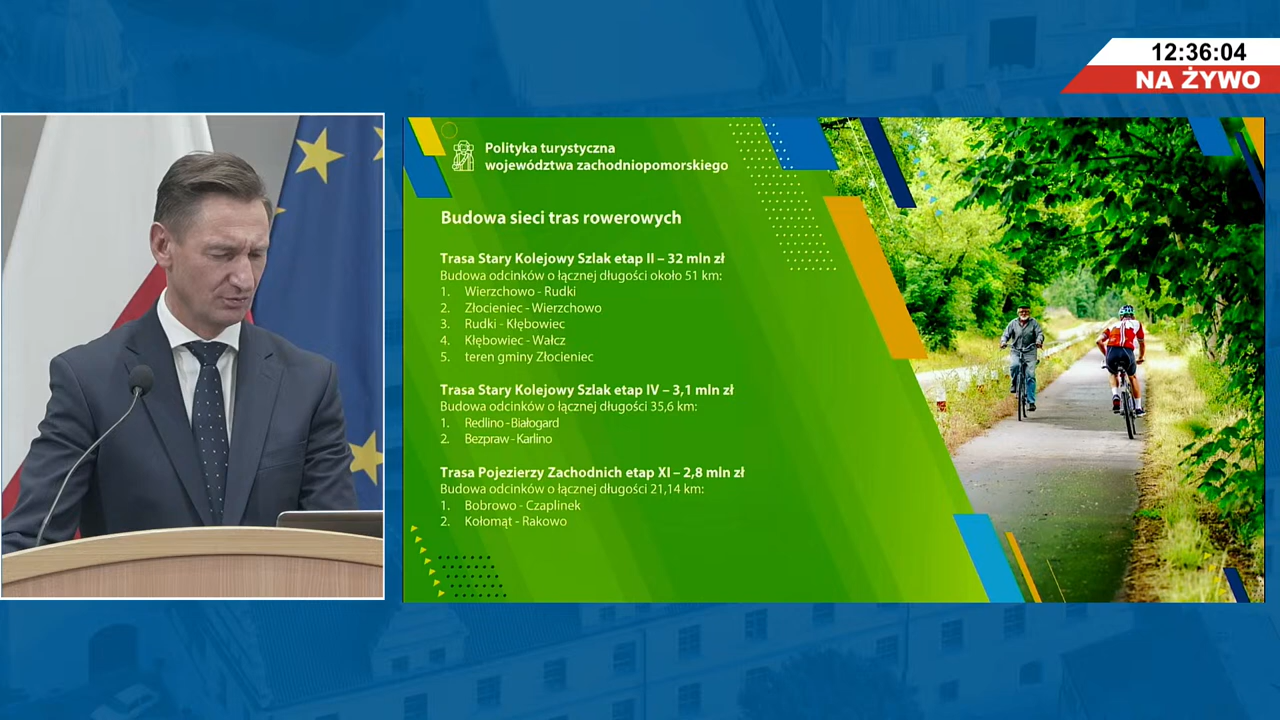 12:36:04
NA ŻYWO
Polityka turystyczna
województwa zachodniopomorskiego
Budowa sieci tras rowerowych
Trasa Stary Kolejowy Szlak etap II – 32 mln zł
Budowa odcinków o łącznej długości około 51 km:
1. Wierzchowo - Rudki
2. Złocieniec - Wierzchowo
3. Rudki - Kłębowiec
4. Kłębowiec - Wałcz
5. teren gminy Złocieniec
Trasa Stary Kolejowy Szlak etap IV – 3,1 mln zł
Budowa odcinków o łącznej długości 35,6 km:
1. Redlino - Białogard
2. Bezpraw - Karlino
Trasa Pojezierzy Zachodnich etap XI – 2,8 mln zł
Budowa odcinków o łącznej długości 21,14 km:
1. Bobrowo - Czaplinek
2. Kołomąt - Rakowo